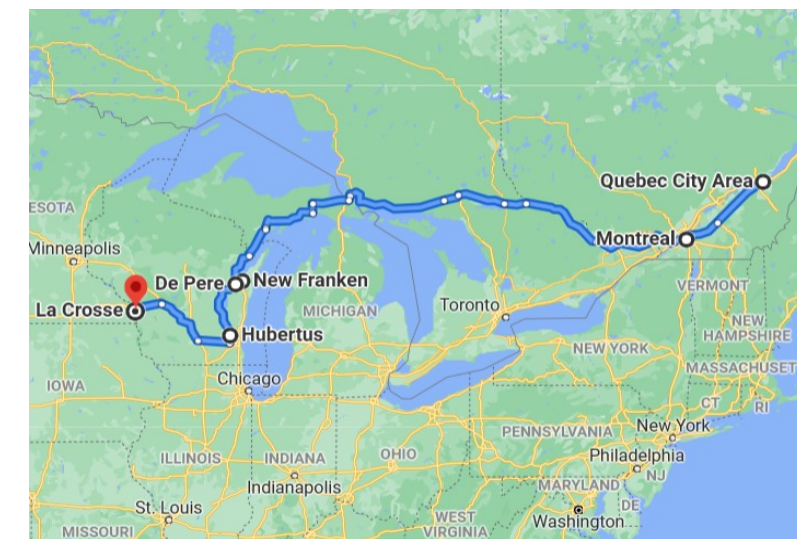 Quebec City Area
ESOTA
Montreal
Minneapolis
De Pere
New Franken
VERMONT
La Crosse
MICHIGAN
Toronto
Hubertus
NEW
HAMPSHIRE
NEW YORK
MASSACHUSET
Chicago
IOWA
CT
RI
New York
PENNSYLVANIA
ILLINOIS
INDIANA
OHIO
Philadelphia
NJ
Indianapolis
MARYLAND
DE
St. Louis
WEST
VIRGINIA
Washington
MISSOURI